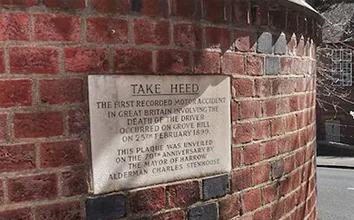 TAKE HEED
THE FIRST RECORDED MOTOR ACCIDENT
IN GREAT BRITAIN INVOLVING THE
DEATH OF THE DRIVER
OCCURRED ON GROVE HILL
ON 25TH FEBRUARY 1899.
THIS PLAQUE WAS UNVEILED
ON THE 70TH ANNIVERSARY BY
THE MAYOR OF HARROW
ALDERMAN CHARLES STENHOUSE